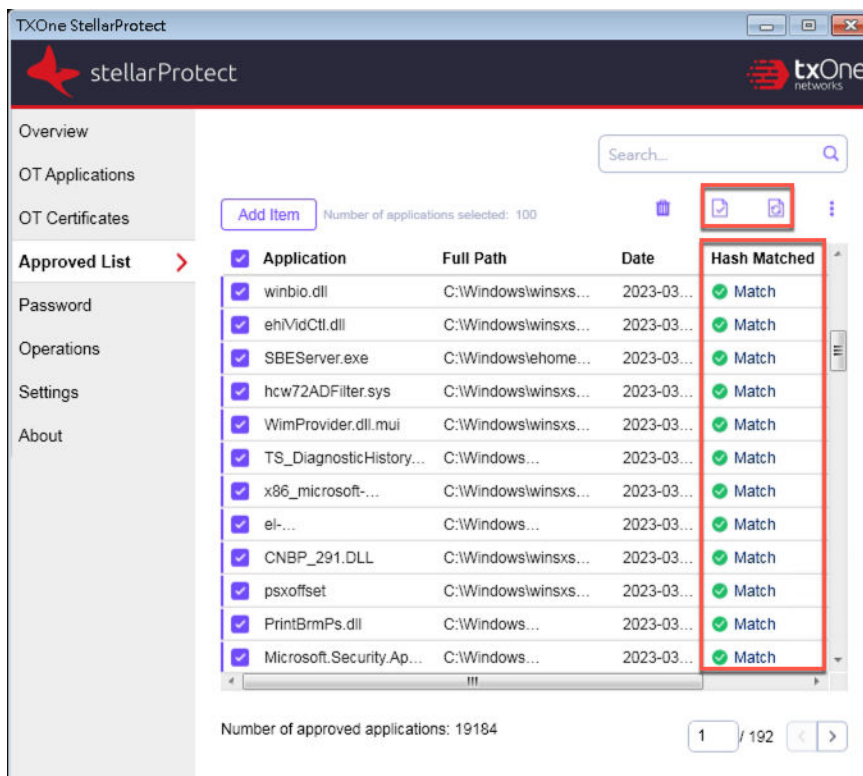 TXOne StellarProtect
stellarProtect
txOne
networks
Overview
OT Applications
OT Certificates
Approved List
Password
Operations
Settings
About
Search...
Add Item Number of applications selected: 100
Application Full Path Date Hash Matched
winbio.dll C:\Windows\winsxs... 2023-03... Match
ehiVidCtl.dll C:\Windows\winsxs... 2023-03... Match
SBEServer.exe C:\Windows\ehome... 2023-03... Match
hcw72ADFilter.sys C:\Windows\winsxs... 2023-03... Match
WimProvider.dll.mui C:\Windows\winsxs... 2023-03... Match
TS_DiagnosticHistory... C:\Windows... 2023-03... Match
x86_microsoft-... C:\Windows\winsxs... 2023-03... Match
el-... C:\Windows... 2023-03... Match
CNBP_291.DLL C:\Windows\winsxs... 2023-03... Match
psxoffset C:\Windows\winsxs... 2023-03... Match
PrintBrmPs.dll C:\Windows... 2023-03... Match
Microsoft.Security.Ap... C:\Windows... 2023-03... Match
Number of approved applications: 19184
1 / 192